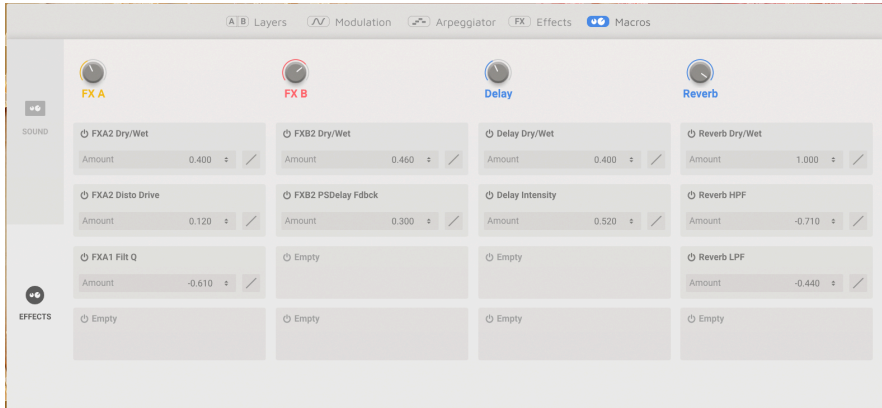 A B Layers Modulation Arpeggiator FX Effects Macros
FX A FX B Delay Reverb
SOUND
FXA2 Dry/Wet FXB2 Dry/Wet Delay Dry/Wet Reverb Dry/Wet
Amount 0.400 Amount 0.460 Amount 0.400 Amount 1.000
FXA2 Disto Drive FXB2 PSDelay Fdbck Delay Intensity Reverb HPF
Amount 0.120 Amount 0.300 Amount 0.520 Amount -0.710
FXA1 Filt Q Empty Empty Reverb LPF
Amount -0.610 Amount -0.440
EFFECTS
Empty Empty Empty Empty